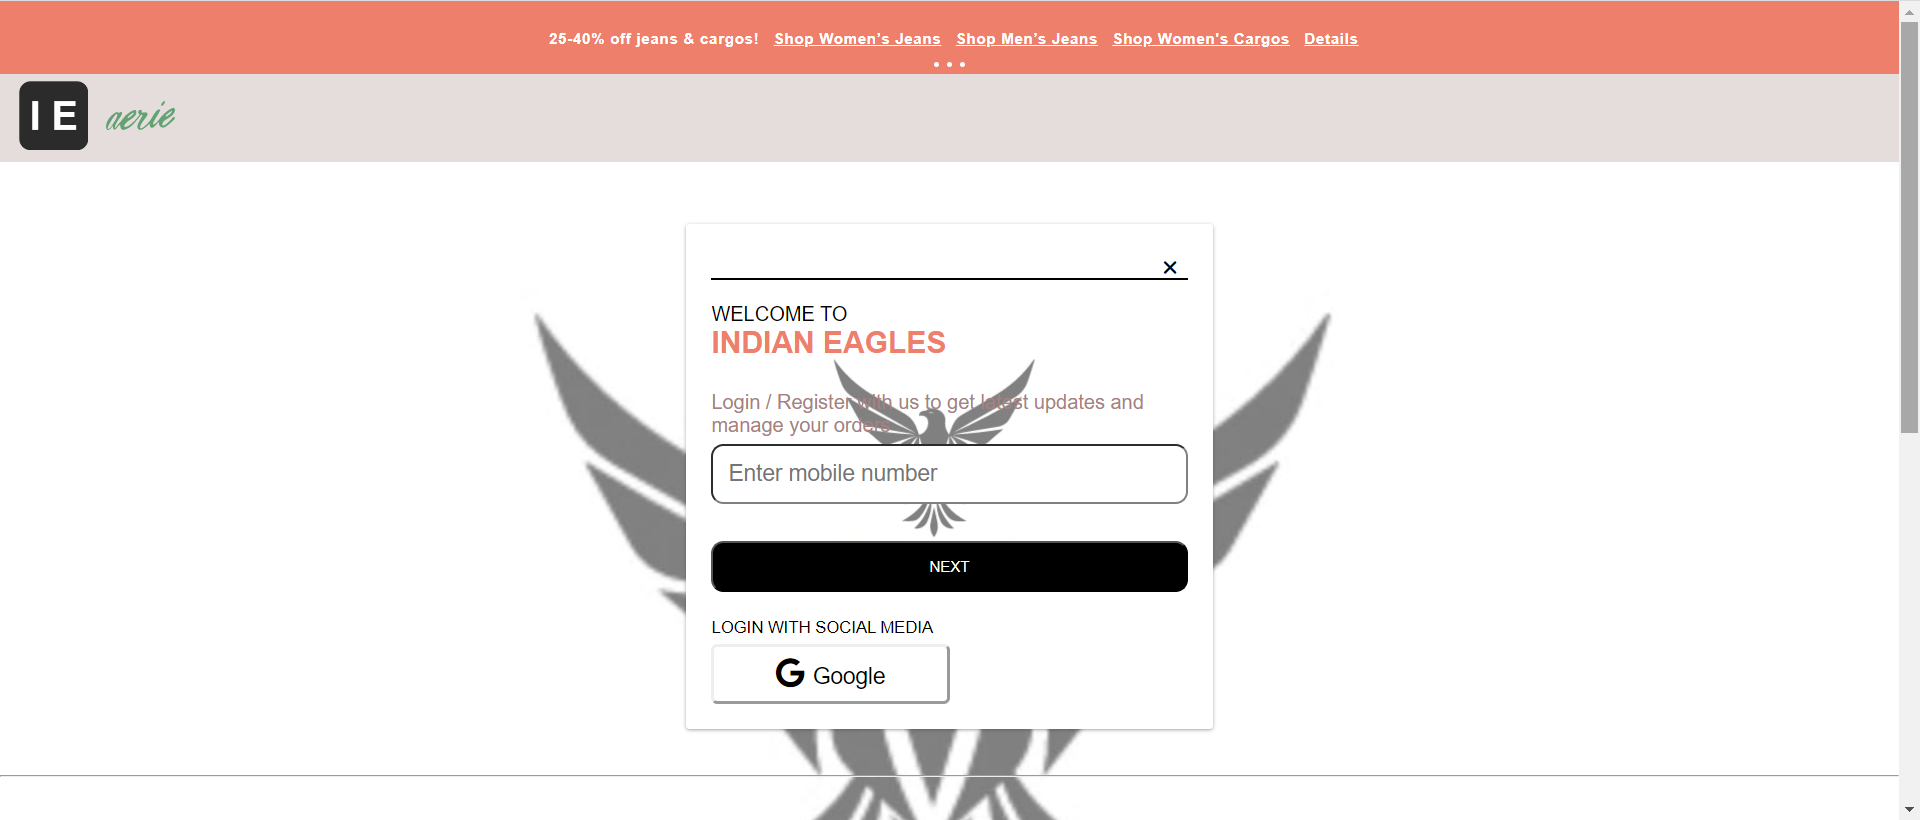 25-40% off jeans & cargos! Shop Women’s Jeans Shop Men’s Jeans Shop Women's Cargos Details
I E aerie
WELCOME TO
INDIAN EAGLES
Login / Register with us to get latest updates and
manage your orders
Enter mobile number
NEXT
LOGIN WITH SOCIAL MEDIA
G Google